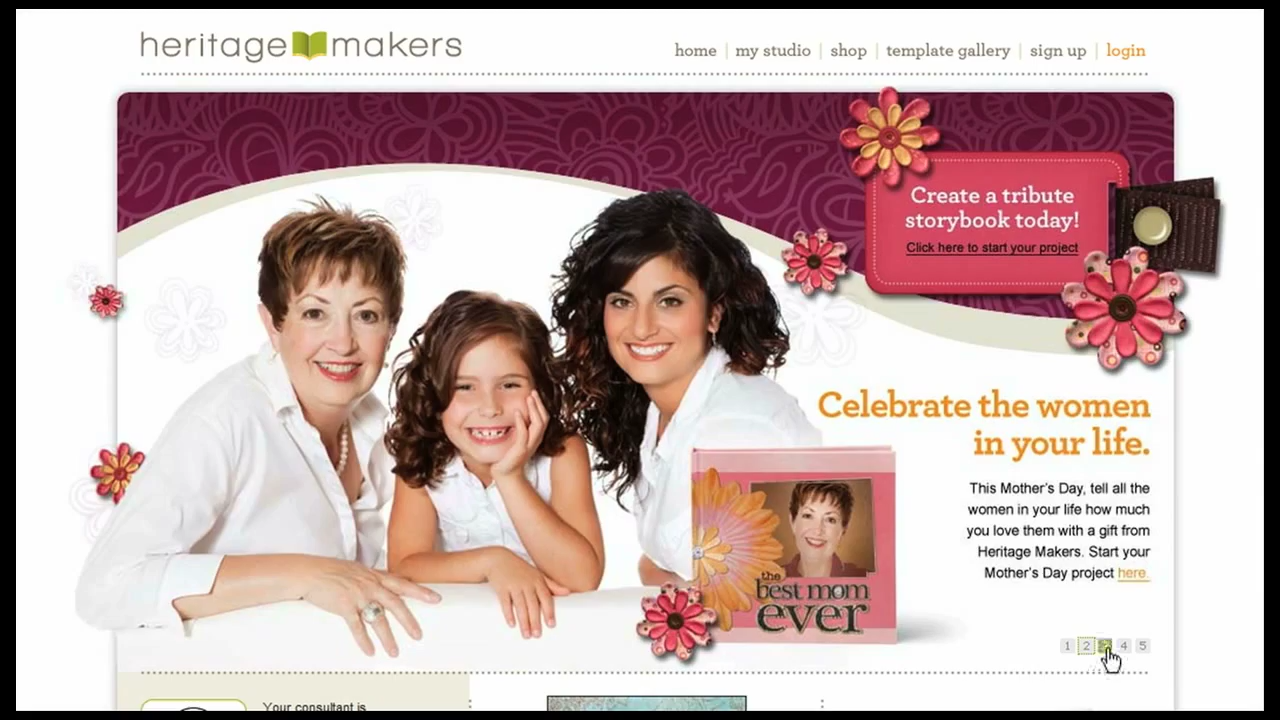 heritage makers
home | my studio | shop | template gallery | sign up | login
Create a tribute
storybook today!
Click here to start your project
Celebrate the women
in your life.
This Mother's Day, tell all the
women in your life how much
you love them with a gift from
Heritage Makers. Start your
Mother's Day project here.
the
best mom
ever
1 2 3 4 5
Your consultant is